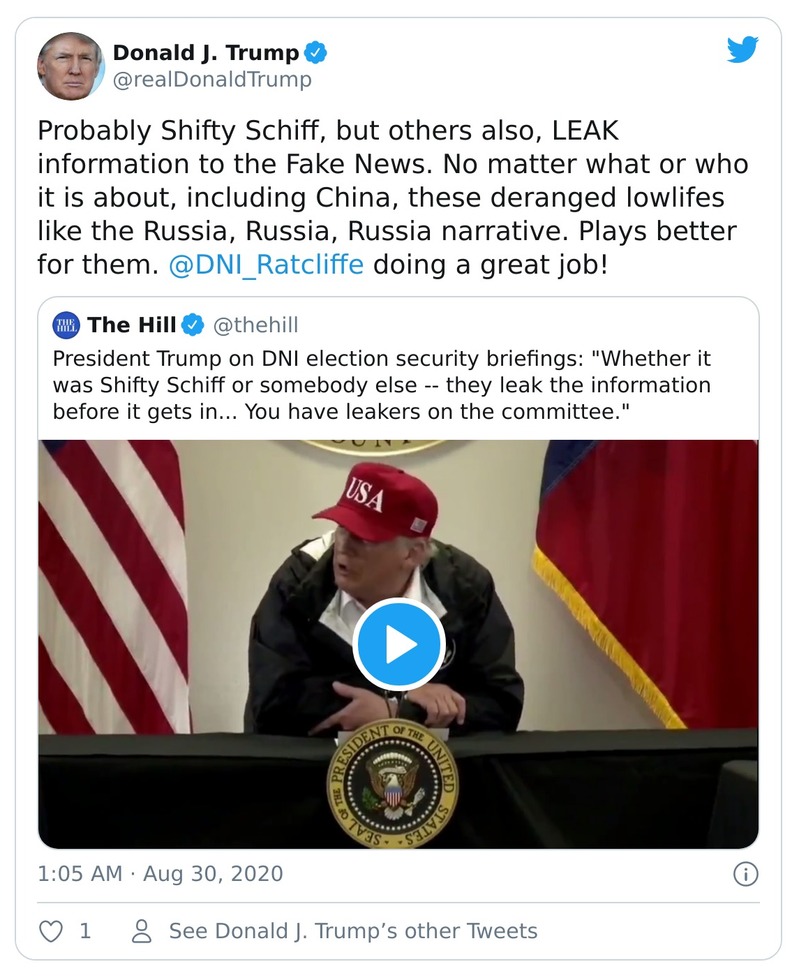 Donald J. Trump
@realDonaldTrump
Probably Shifty Schiff, but others also, LEAK
information to the Fake News. No matter what or who
it is about, including China, these deranged lowlifes
like the Russia, Russia, Russia narrative. Plays better
for them. @DNI_Ratcliffe doing a great job!
THE HILL
The Hill @thehill
President Trump on DNI election security briefings: "Whether it
was Shifty Schiff or somebody else -- they leak the information
before it gets in... You have leakers on the committee."
OUNT
USA
SEAL OF THE PRESIDENT OF THE UNITED STATES
1:05 AM · Aug 30, 2020
1
See Donald J. Trump’s other Tweets